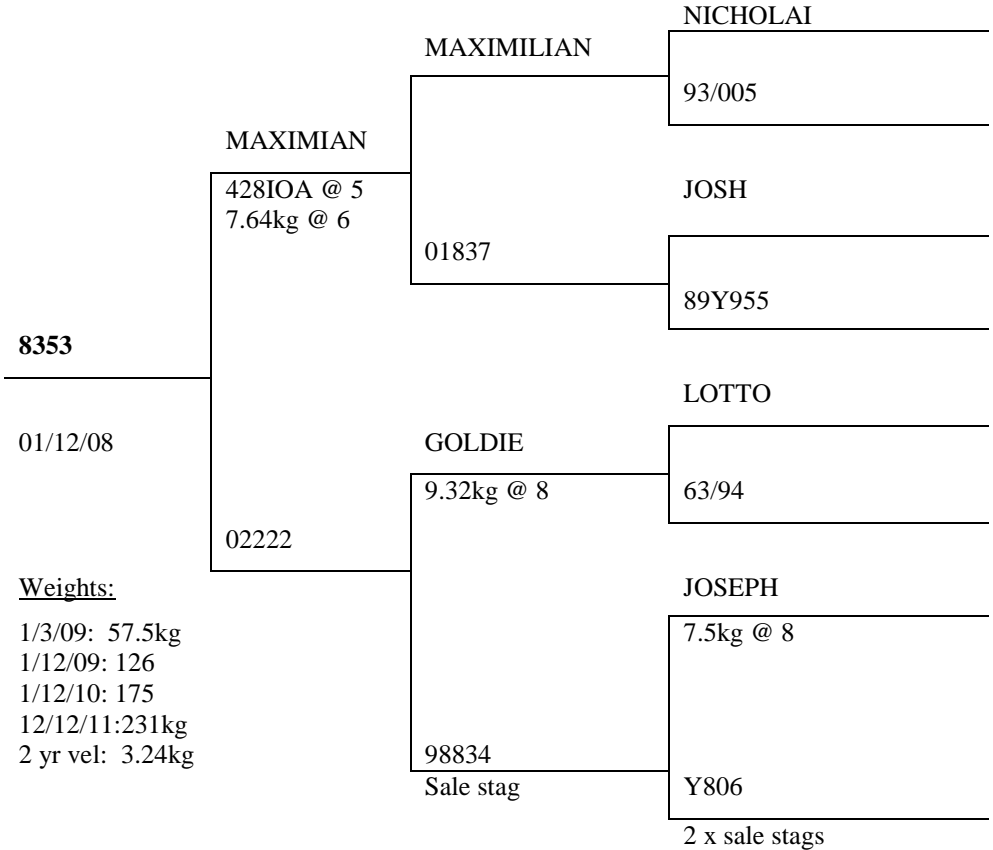 NICHOLAI
MAXIMILIAN
93/005
MAXIMIAN
428IOA @ 5
7.64kg @ 6
JOSH
01837
89Y955
8353
LOTTO
01/12/08
GOLDIE
9.32kg @ 8
63/94
02222
Weights:
1/3/09: 57.5kg
1/12/09: 126
1/12/10: 175
12/12/11:231kg
2 yr vel: 3.24kg
JOSEPH
7.5kg @ 8
98834
Sale stag
Y806
2 x sale stags